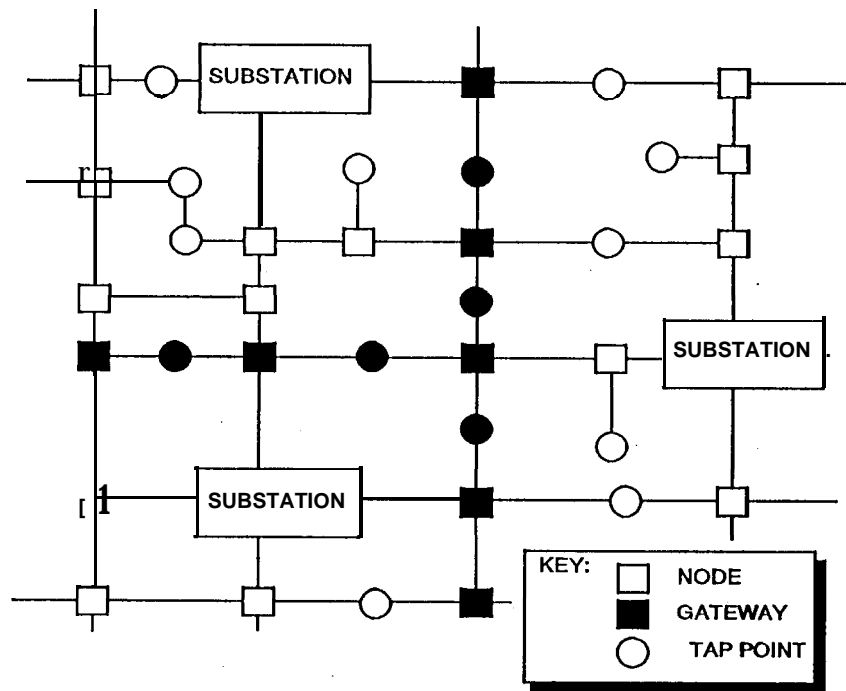 SUBSTATION
SUBSTATION
SUBSTATION
KEY:
NODE
GATEWAY
TAP POINT